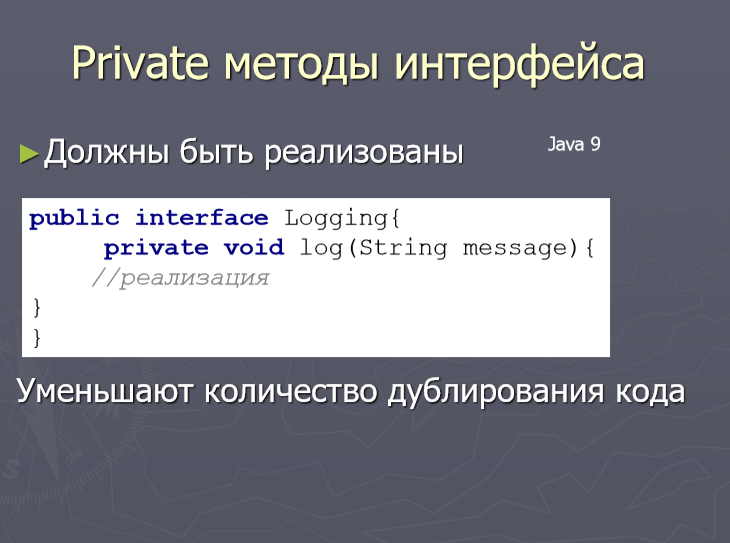 Private методы интерфейса
►Должны быть реализованы
Java 9
public interface Logging{
private void log(String message){
//реализация
}
}
Уменьшают количество дублирования кода
S